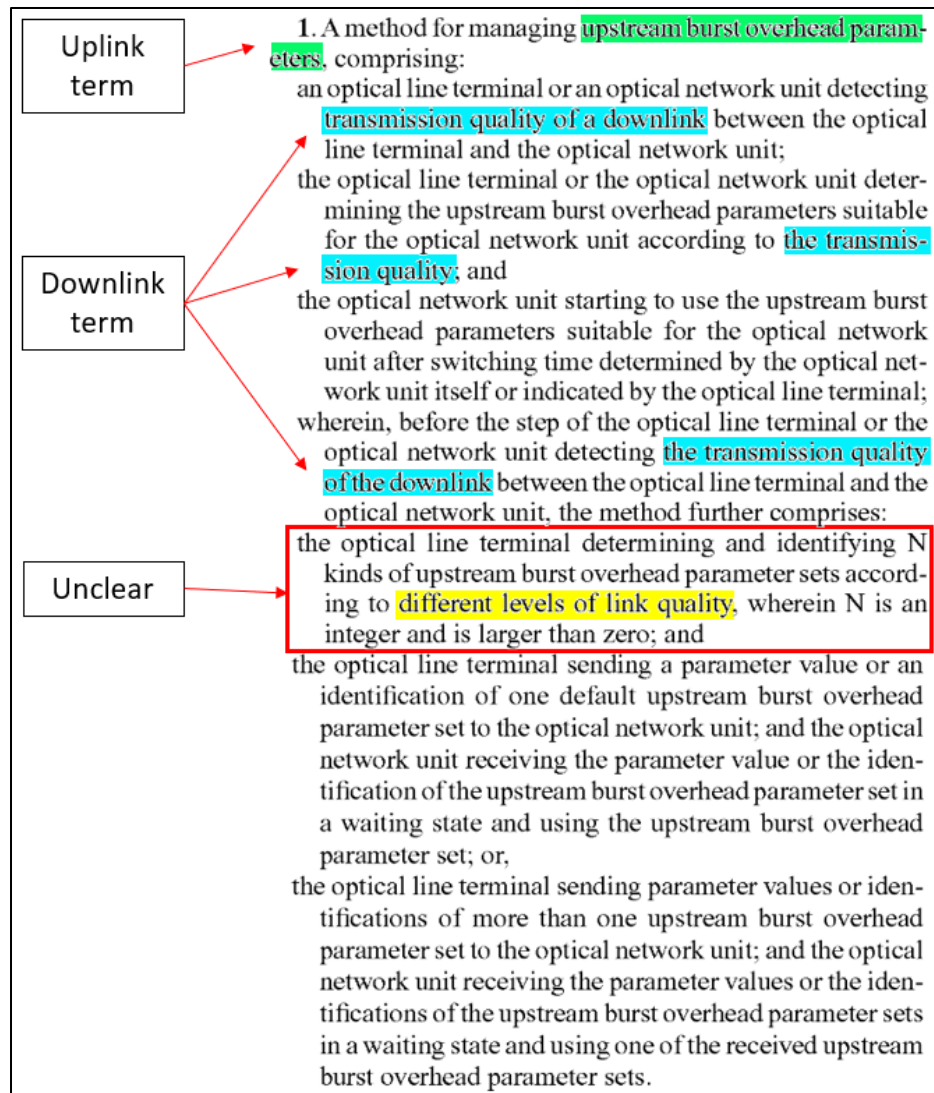 Uplink
term
Downlink
term
Unclear
1. A method for managing upstream burst overhead param-
eters, comprising:
an optical line terminal or an optical network unit detecting
transmission quality of a downlink between the optical
line terminal and the optical network unit;
the optical line terminal or the optical network unit deter-
mining the upstream burst overhead parameters suitable
for the optical network unit according to the transmis-
sion quality; and
the optical network unit starting to use the upstream burst
overhead parameters suitable for the optical network
unit after switching time determined by the optical net-
work unit itself or indicated by the optical line terminal;
wherein, before the step of the optical line terminal or the
optical network unit detecting the transmission quality
of the downlink between the optical line terminal and the
optical network unit, the method further comprises:
the optical line terminal determining and identifying N
kinds of upstream burst overhead parameter sets accord-
ing to different levels of link quality, wherein N is an
integer and is larger than zero; and
the optical line terminal sending a parameter value or an
identification of one default upstream burst overhead
parameter set to the optical network unit; and the optical
network unit receiving the parameter value or the iden-
tification of the upstream burst overhead parameter set in
a waiting state and using the upstream burst overhead
parameter set; or,
the optical line terminal sending parameter values or iden-
tifications of more than one upstream burst overhead
parameter set to the optical network unit; and the optical
network unit receiving the parameter values or the iden-
tifications of the upstream burst overhead parameter sets
in a waiting state and using one of the received upstream
burst overhead parameter sets.